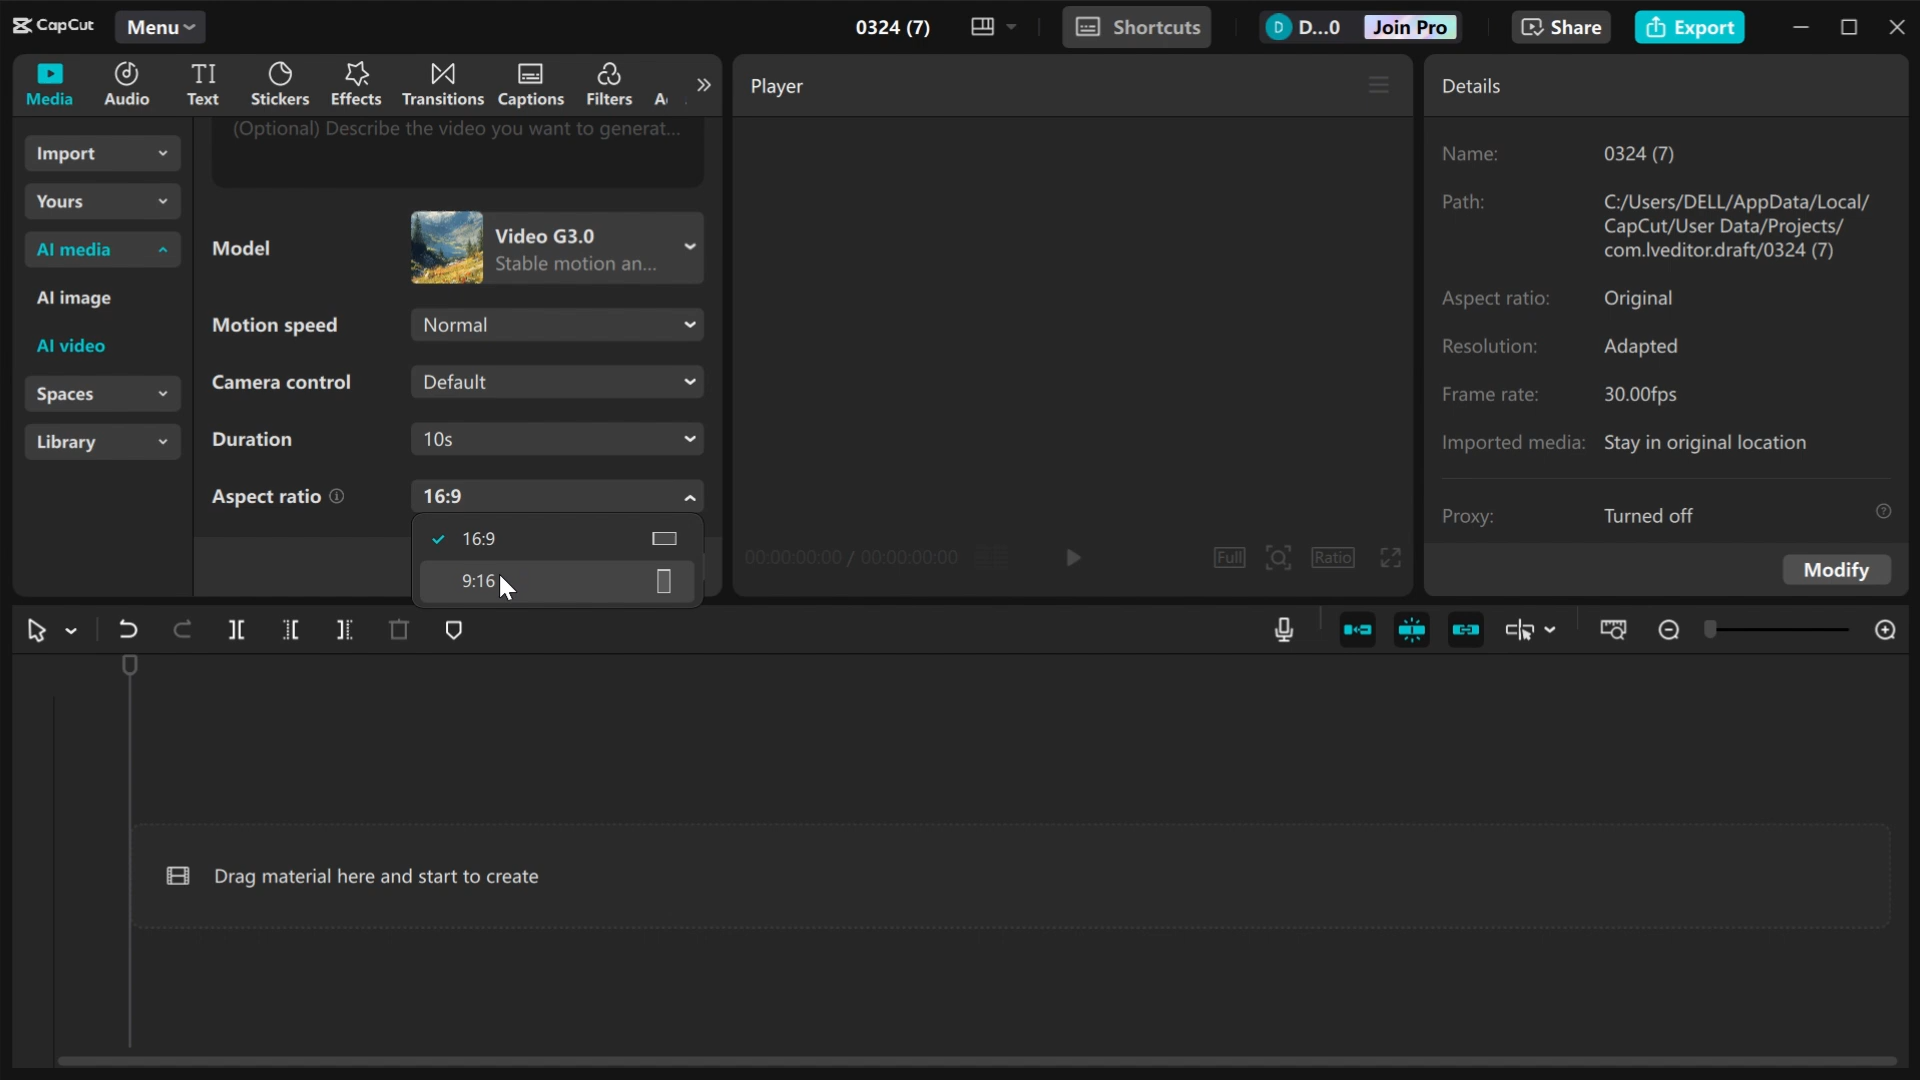 CapCut
Menu
0324 (7)
Shortcuts
D
D...0
Join Pro
Share
Export
Media
Audio
TI
Text
Stickers
Effects
Transitions
Captions
Filters
Import
Yours
AI media
AI image
AI video
Spaces
Library
(Optional) Describe the video you want to generat...
Model
Video G3.0
Stable motion an...
Motion speed
Normal
Camera control
Default
Duration
10s
Aspect ratio
16:9
16:9
9:16
Player
00:00:00:00 / 00:00:00:00
Full
Ratio
Details
Name:
0324 (7)
Path:
C:/Users/DELL/AppData/Local/
CapCut/User Data/Projects/
com.lveditor.draft/0324 (7)
Aspect ratio:
Original
Resolution:
Adapted
Frame rate:
30.00fps
Imported media:
Stay in original location
Proxy:
Turned off
Modify
Drag material here and start to create